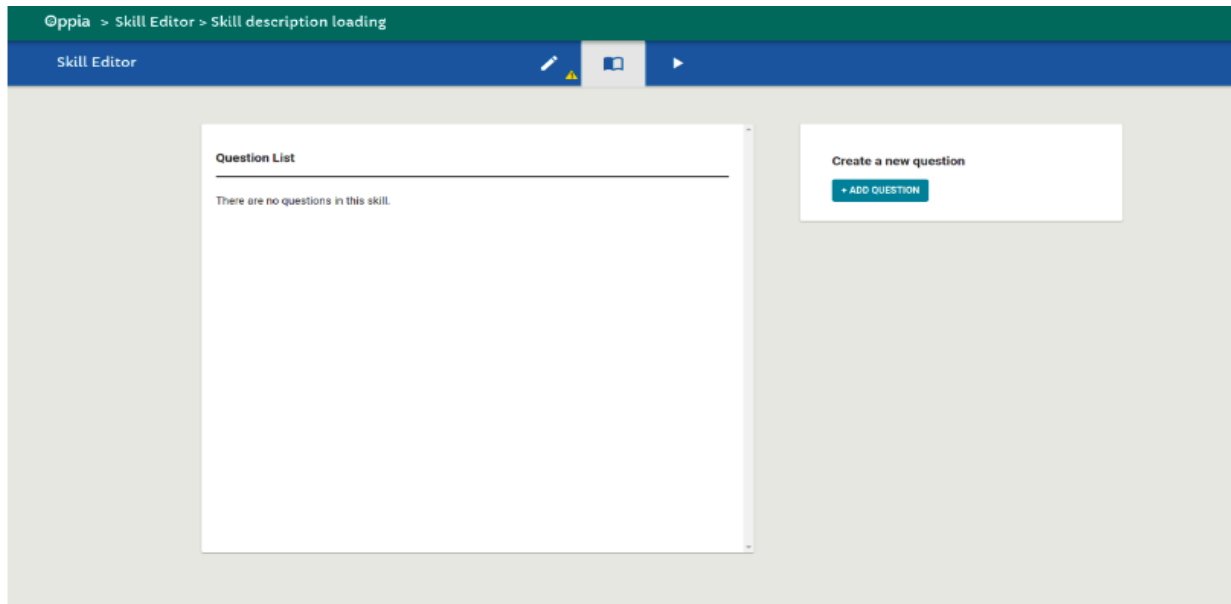 Oppia > Skill Editor > Skill description loading
Skill Editor
Question List
There are no questions in this skill.
Create a new question
+ ADD QUESTION